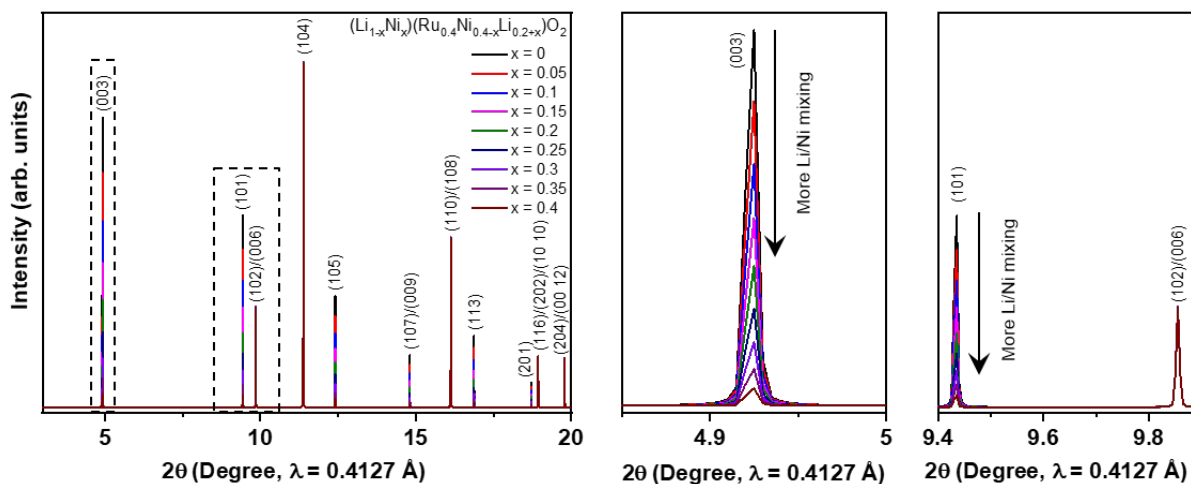 Intensity (arb. units)
(Li₁₋ₓNiₓ)(Ru₀.₄Ni₀.₄₋ₓLi₀.₂₊ₓ)O₂
x = 0
x = 0.05
x = 0.1
x = 0.15
x = 0.2
x = 0.25
x = 0.3
x = 0.35
x = 0.4
(003)
(101)
(102)/(006)
(104)
(105)
(107)/(009)
(110)/(108)
(113)
(201)
(116)/(202)/(10 10)
(204)/(00 12)
5
10
15
20
2θ (Degree, λ = 0.4127 Å)
(003)
More Li/Ni mixing
4.9
5
2θ (Degree, λ = 0.4127 Å)
(101)
More Li/Ni mixing
(102)/(006)
9.4
9.6
9.8
2θ (Degree, λ = 0.4127 Å)